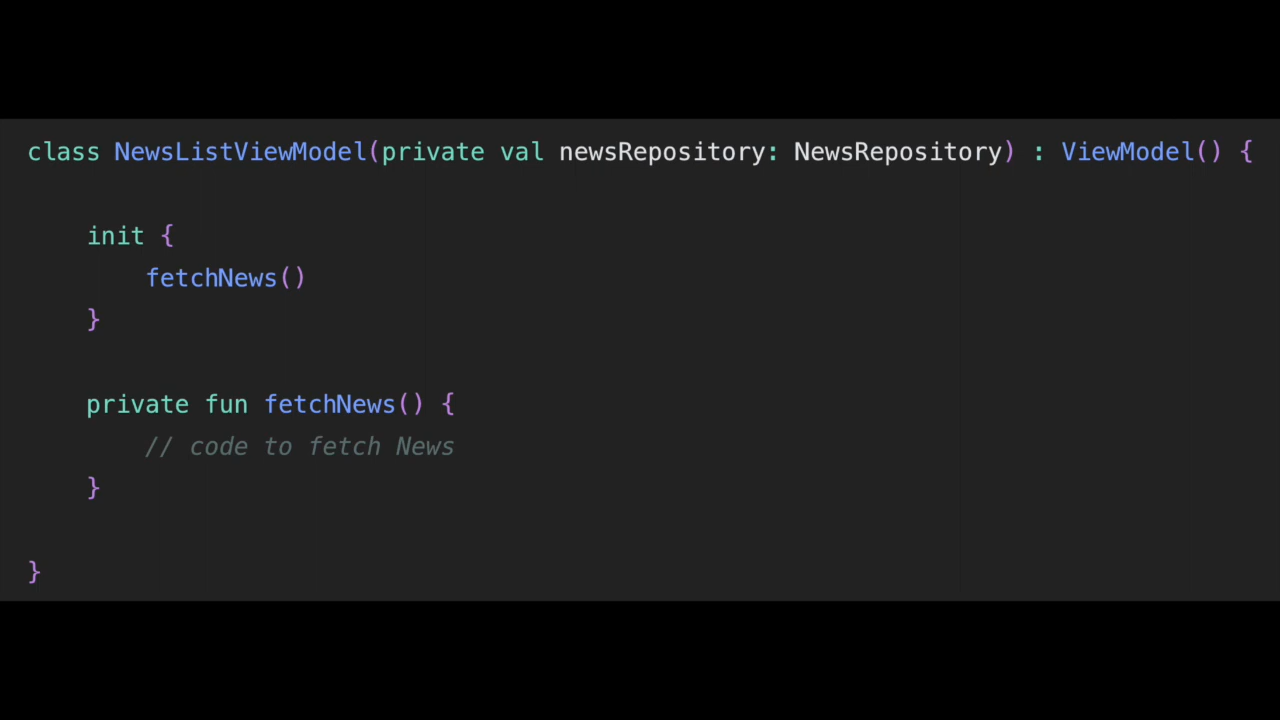 class NewsListViewModel(private val newsRepository: NewsRepository) : ViewModel() {
init {
fetchNews()
}
private fun fetchNews() {
// code to fetch News
}
}